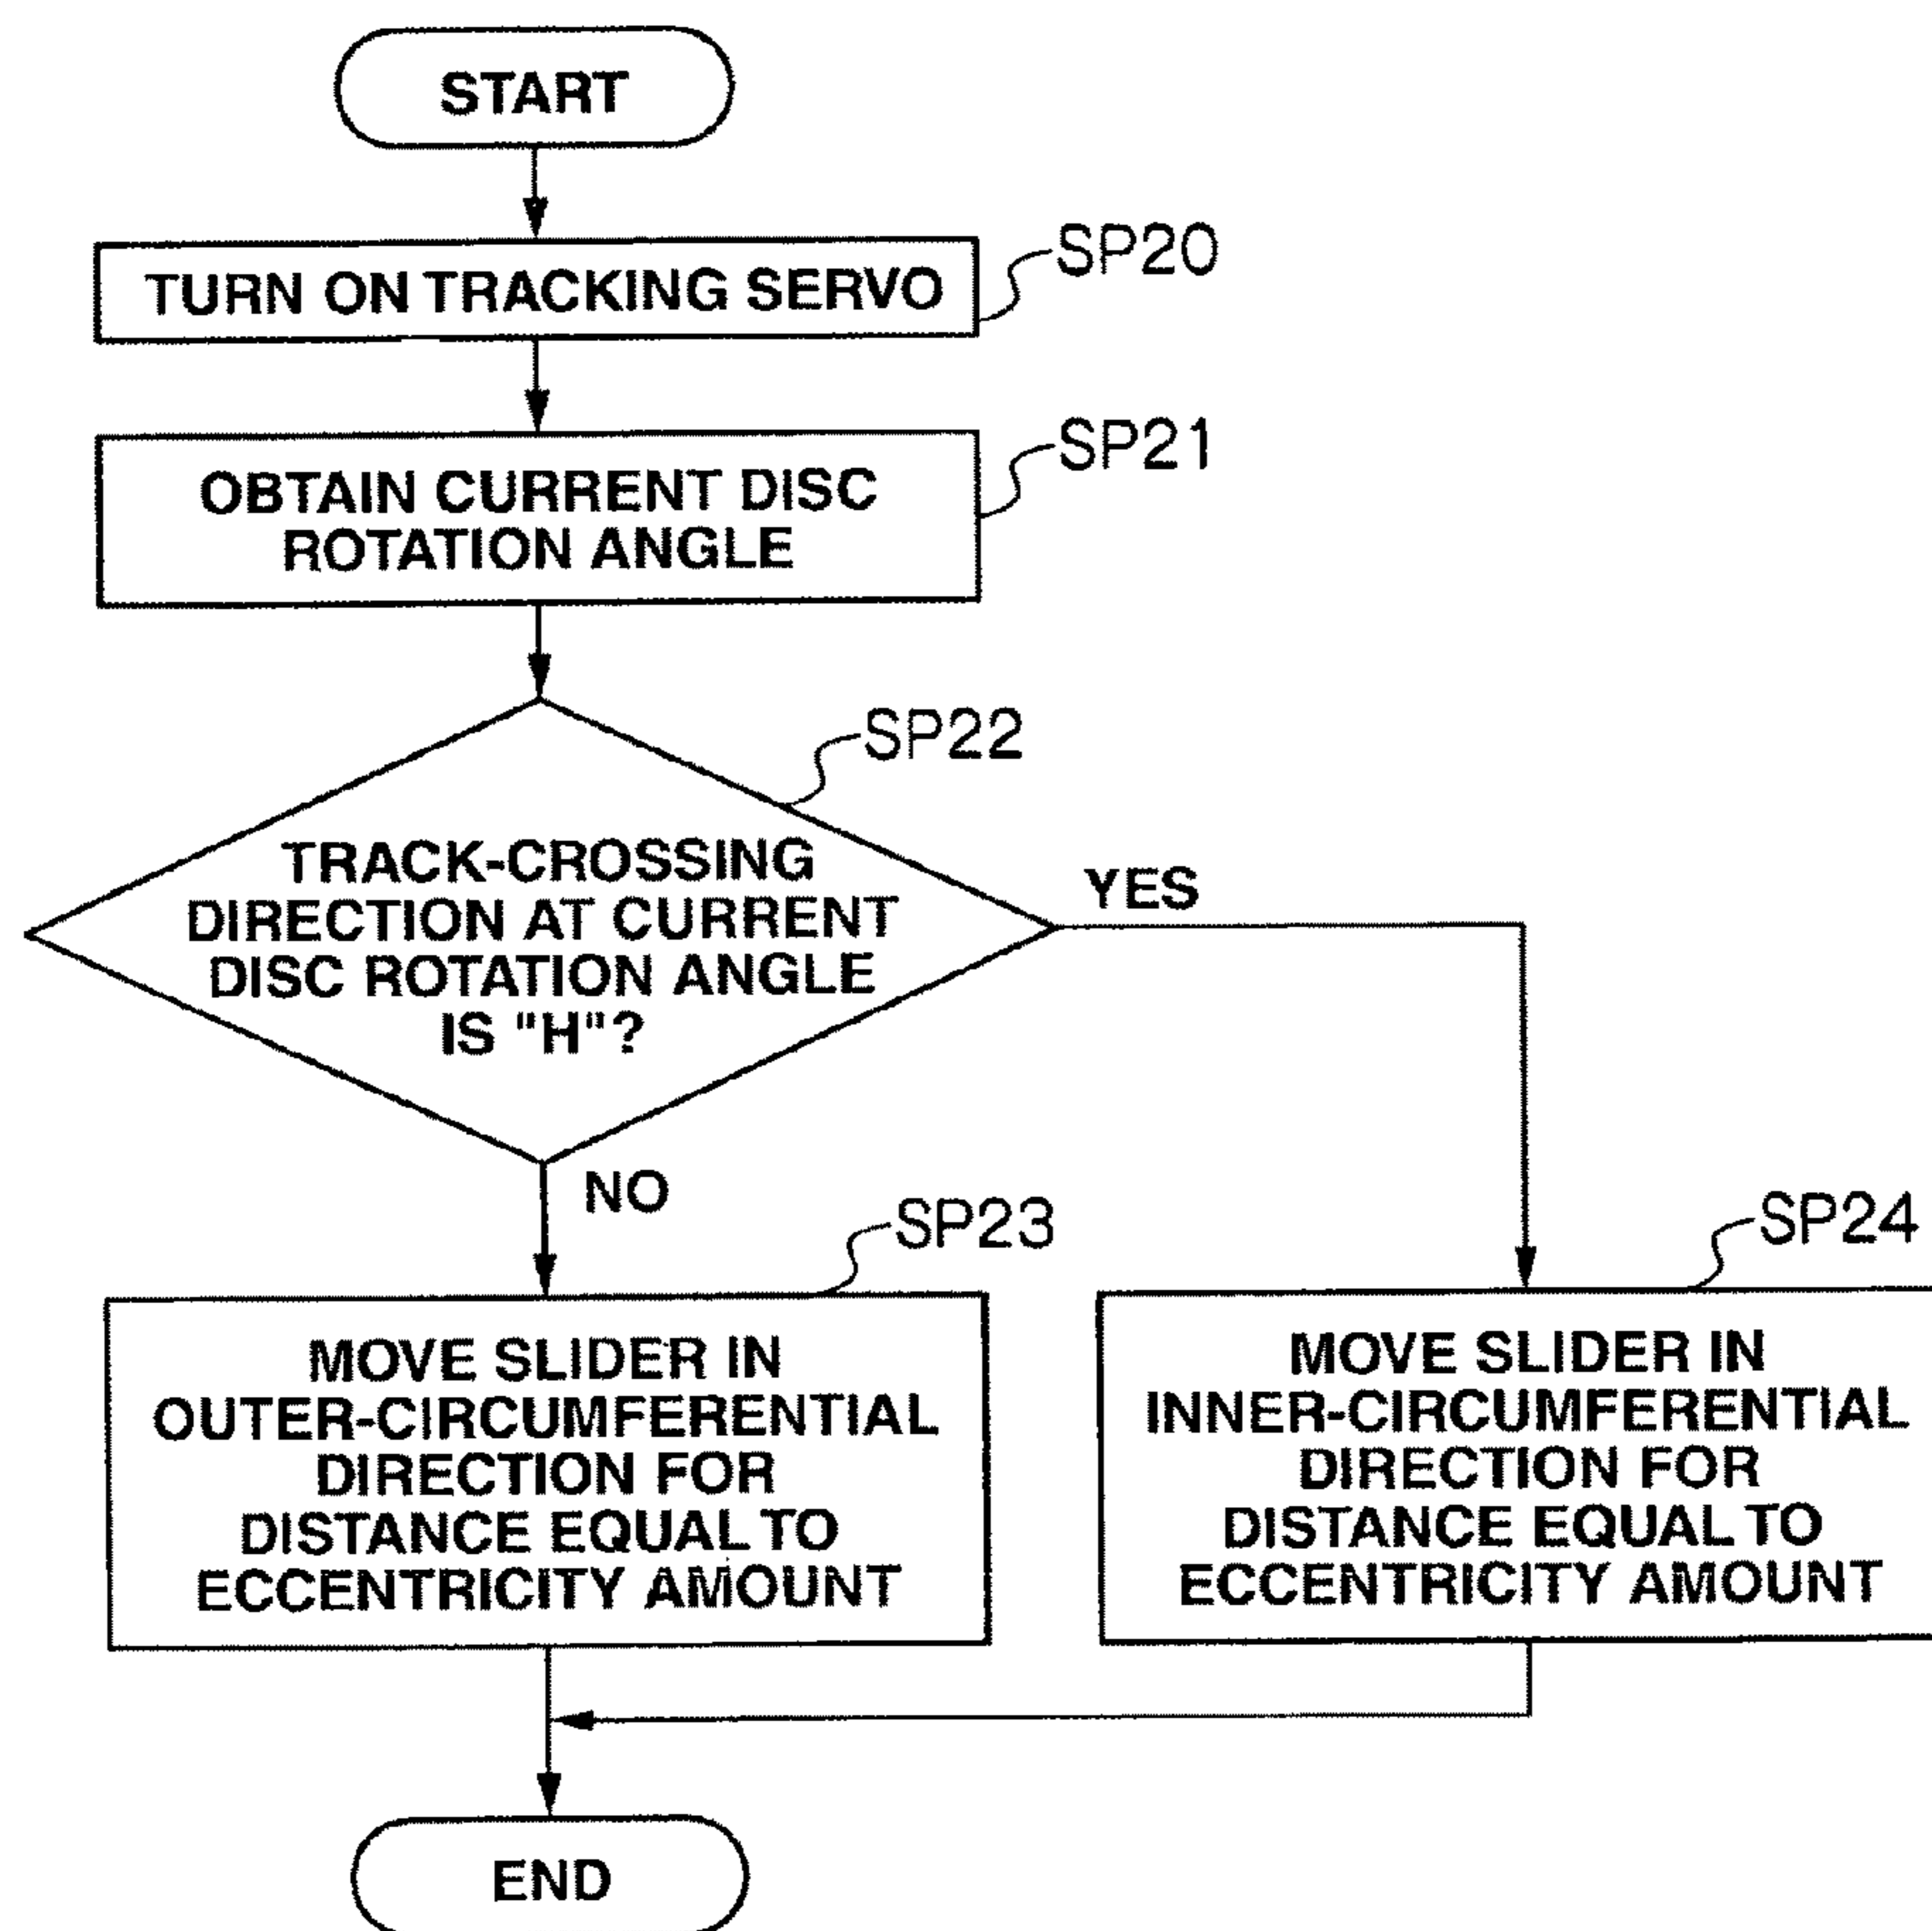 START
TURN ON TRACKING SERVO
SP20
OBTAIN CURRENT DISC
ROTATION ANGLE
SP21
SP22
TRACK-CROSSING
DIRECTION AT CURRENT
DISC ROTATION ANGLE
IS "H"?
YES
NO
SP23
MOVE SLIDER IN
OUTER-CIRCUMFERENTIAL
DIRECTION FOR
DISTANCE EQUAL TO
ECCENTRICITY AMOUNT
SP24
MOVE SLIDER IN
INNER-CIRCUMFERENTIAL
DIRECTION FOR
DISTANCE EQUAL TO
ECCENTRICITY AMOUNT
END